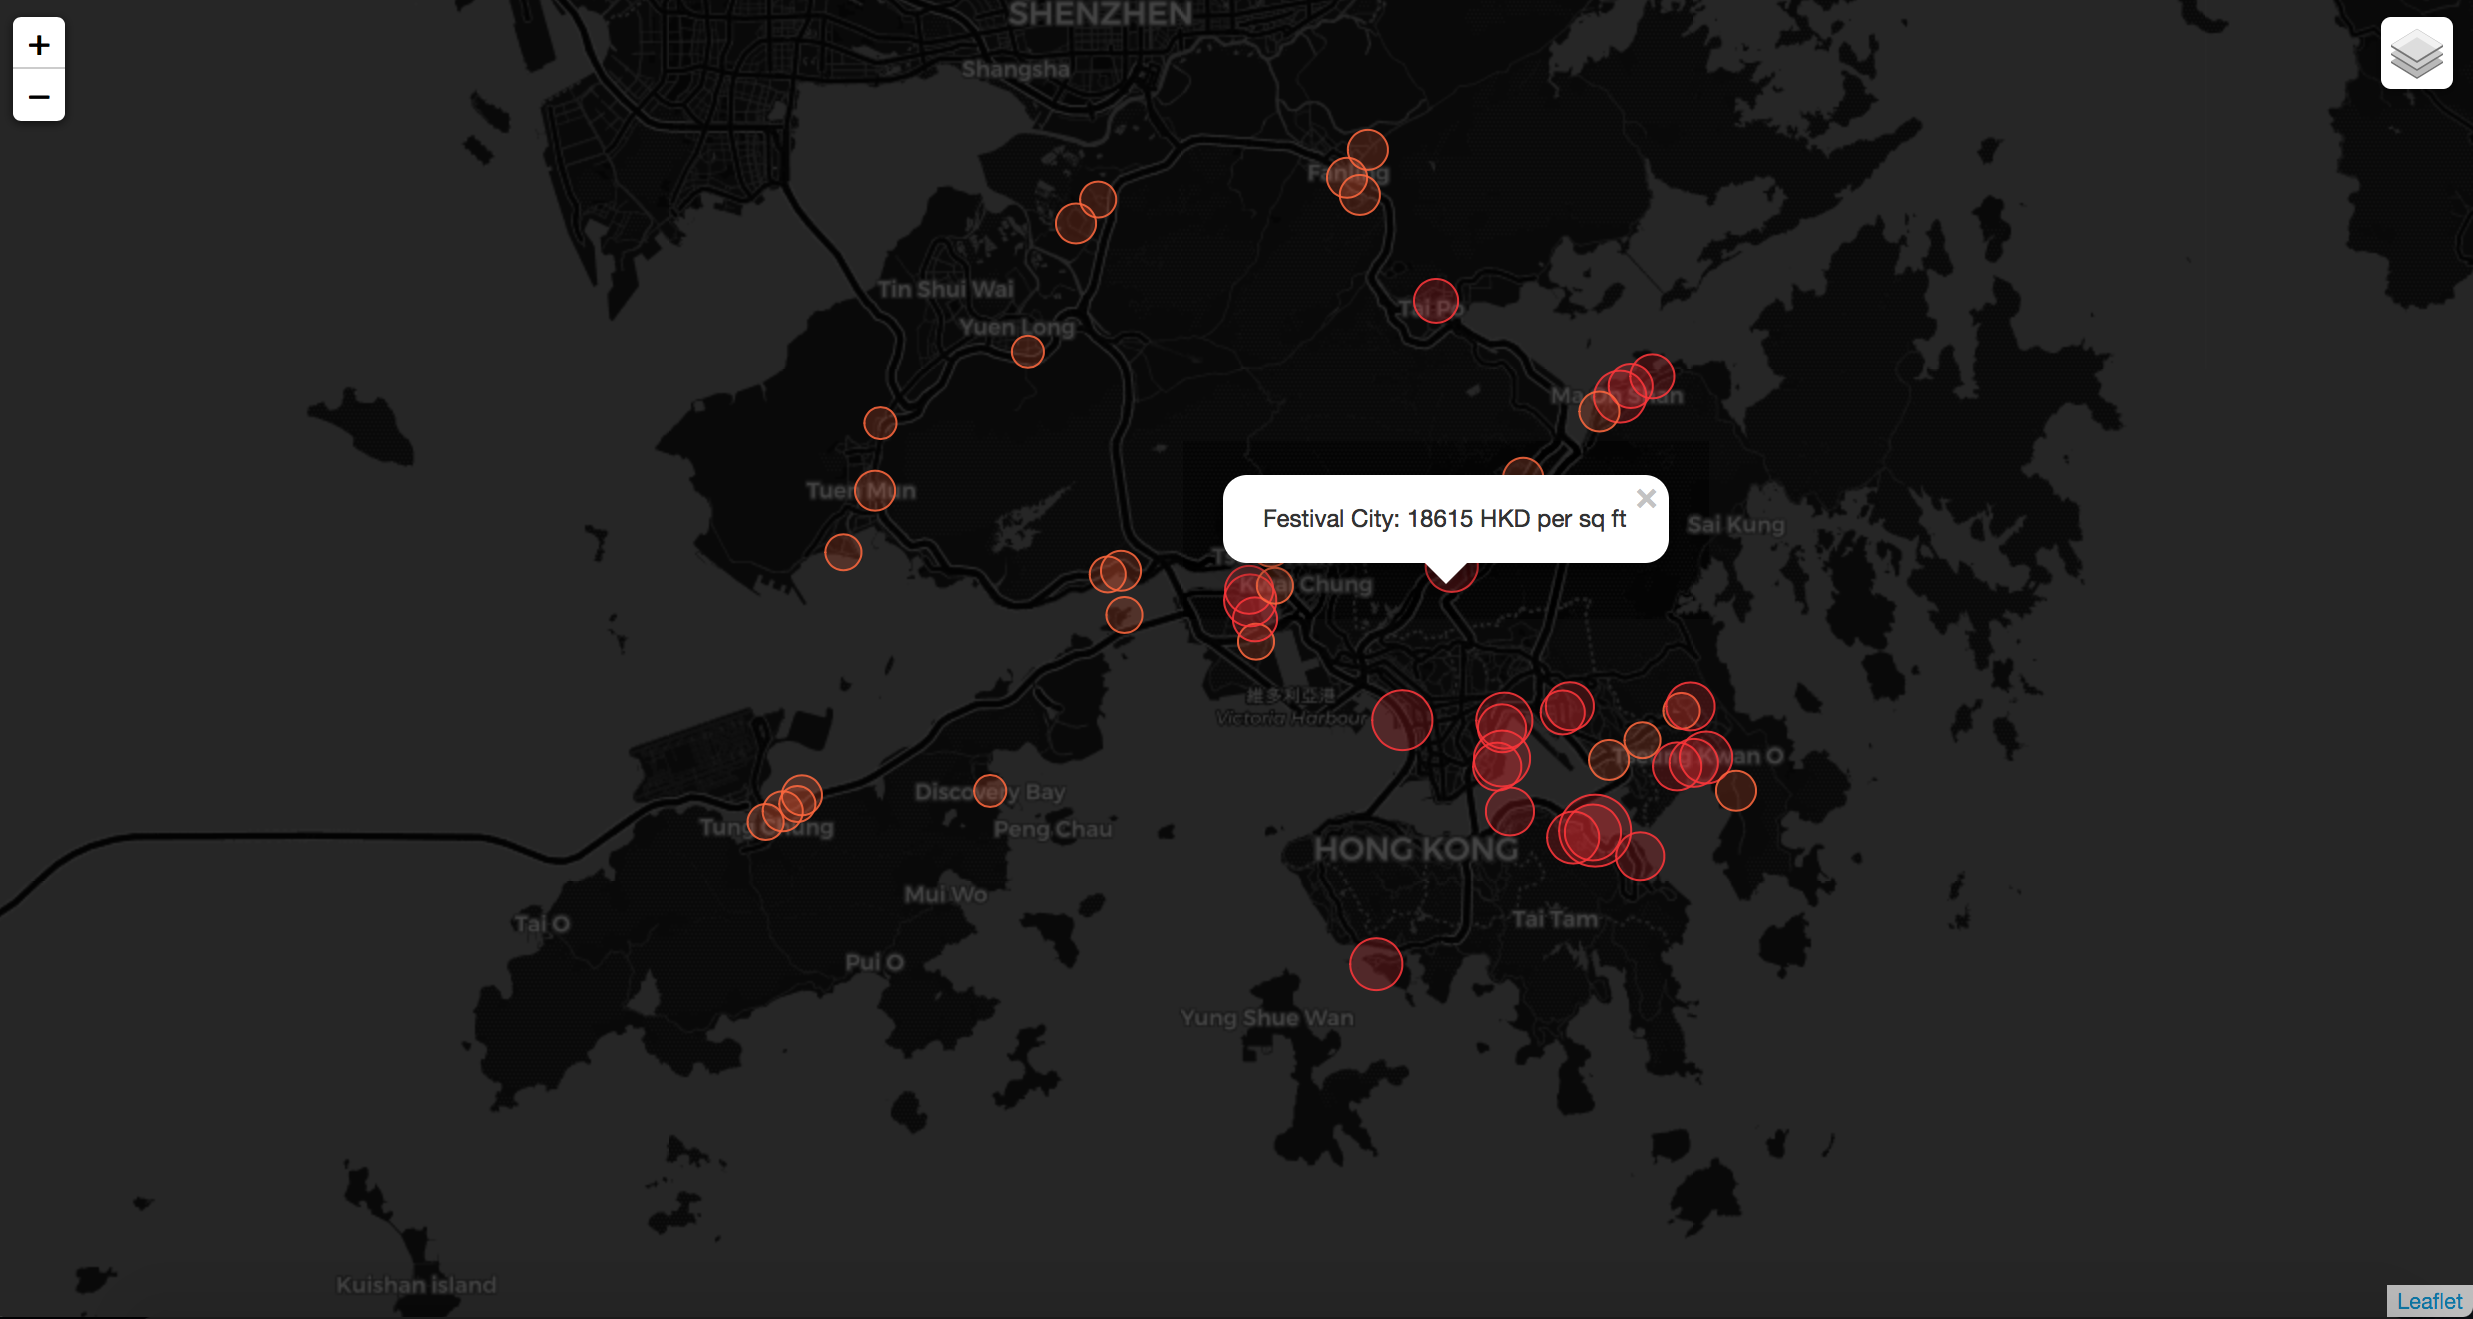 SHENZHEN
+
−
Shangsha
Fanling
Tin Shui Wai
Tai Po
Yuen Long
Ma On Shan
Tuen Mun
×
Festival City: 18615 HKD per sq ft
Sai Kung
Kwai Chung
維多利亞港
Victoria Harbour
Tseung Kwan O
Discovery Bay
Tung Chung
Peng Chau
HONG KONG
Mui Wo
Tai O
Tai Tam
Pui O
Yung Shue Wan
Kuishan island
Leaflet